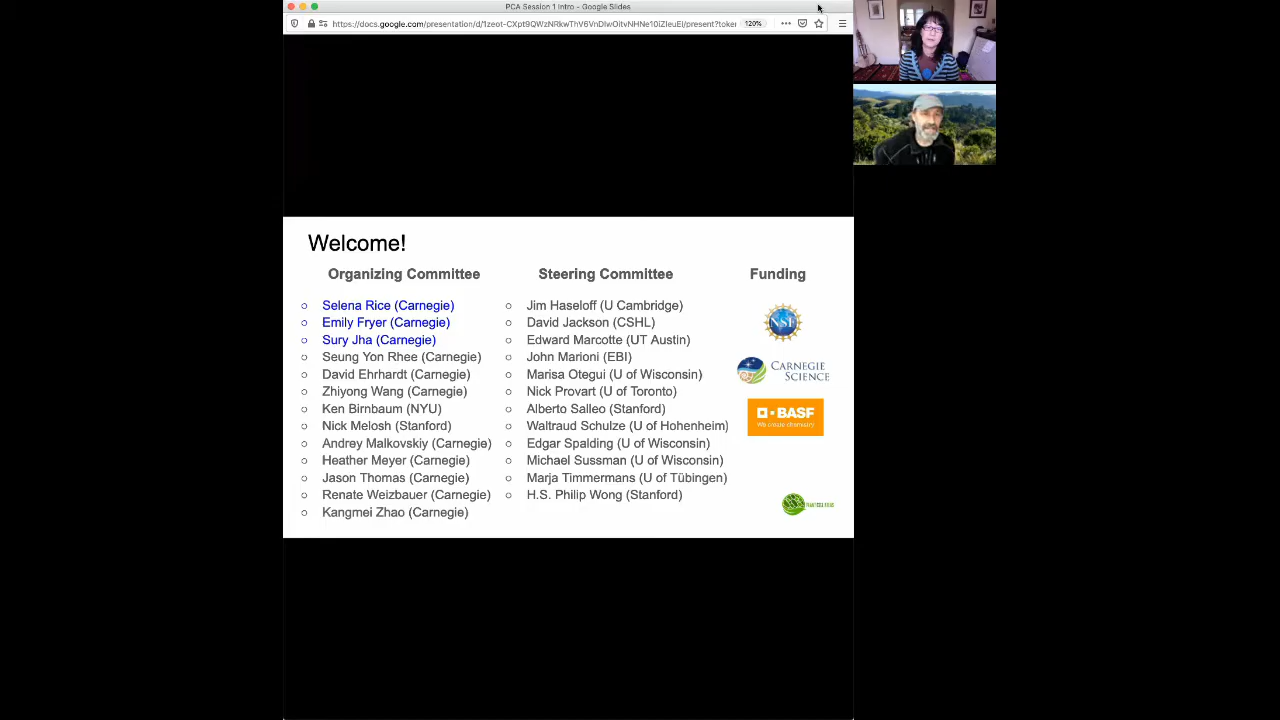 PCA Session 1 Intro - Google Slides
120%
Welcome!
Organizing Committee
Selena Rice (Carnegie)
Emily Fryer (Carnegie)
Sury Jha (Carnegie)
Seung Yon Rhee (Carnegie)
David Ehrhardt (Carnegie)
Zhiyong Wang (Carnegie)
Ken Birnbaum (NYU)
Nick Melosh (Stanford)
Andrey Malkovskiy (Carnegie)
Heather Meyer (Carnegie)
Jason Thomas (Carnegie)
Renate Weizbauer (Carnegie)
Kangmei Zhao (Carnegie)
Steering Committee
Jim Haseloff (U Cambridge)
David Jackson (CSHL)
Edward Marcotte (UT Austin)
John Marioni (EBI)
Marisa Otegui (U of Wisconsin)
Nick Provart (U of Toronto)
Alberto Salleo (Stanford)
Waltraud Schulze (U of Hohenheim)
Edgar Spalding (U of Wisconsin)
Michael Sussman (U of Wisconsin)
Marja Timmermans (U of Tübingen)
H.S. Philip Wong (Stanford)
Funding
NSF
CARNEGIE
SCIENCE
BASF
We create chemistry